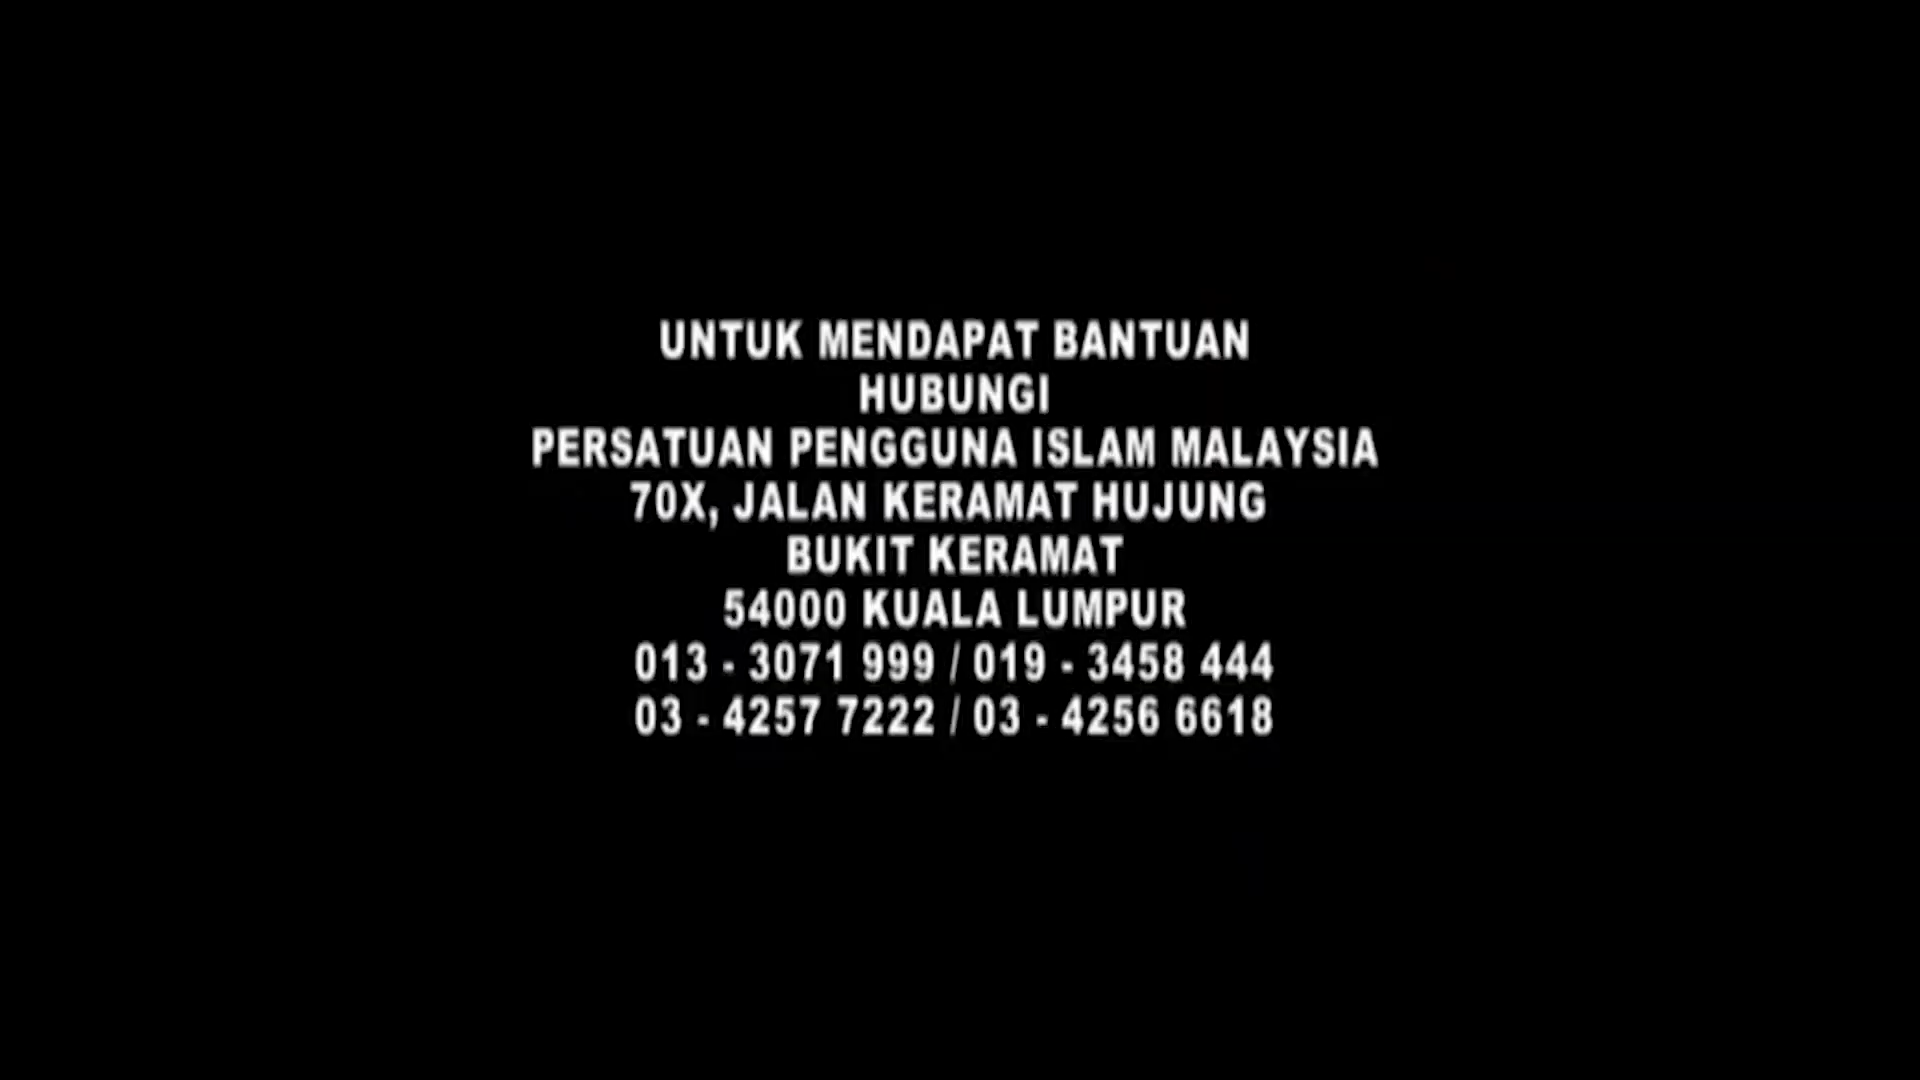 UNTUK MENDAPAT BANTUAN
HUBUNGI
PERSATUAN PENGGUNA ISLAM MALAYSIA
70X, JALAN KERAMAT HUJUNG
BUKIT KERAMAT
54000 KUALA LUMPUR
013 - 3071 999 / 019 - 3458 444
03 - 4257 7222 / 03 - 4256 6618